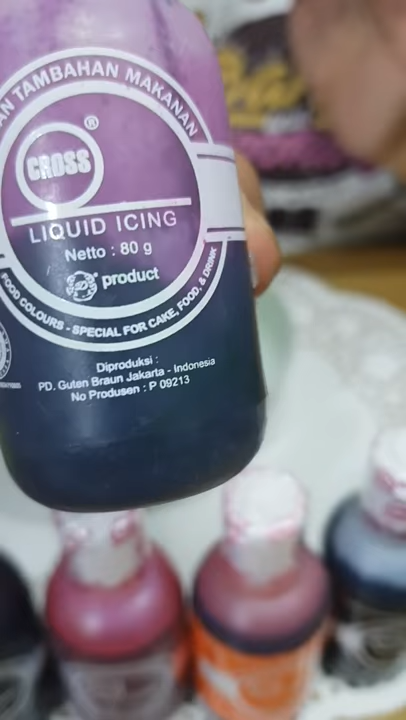 AN TAMBAHAN MAKANAN
CROSS®
LIQUID ICING
Netto : 80 g
product
FOOD COLOURS - SPECIAL FOR CAKE, FOOD, & DRINK
Diproduksi :
PD. Guten Braun Jakarta - Indonesia
No Produsen : P 09213